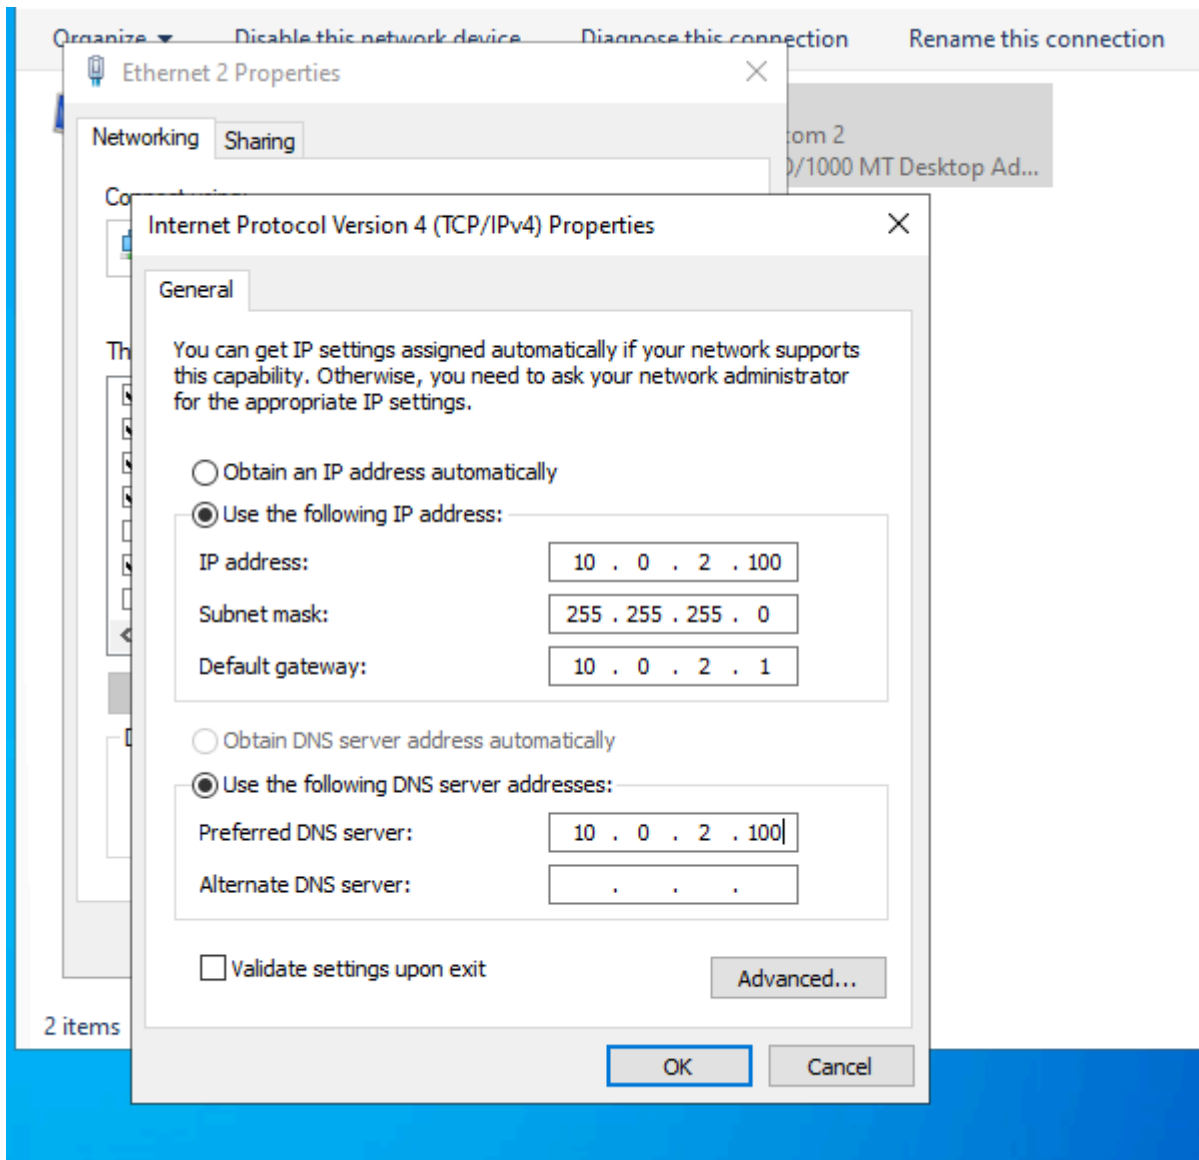 Organize Disable this network device Diagnose this connection Rename this connection
Ethernet 2 Properties
Networking Sharing
com 2
0/1000 MT Desktop Ad...
Internet Protocol Version 4 (TCP/IPv4) Properties
General
You can get IP settings assigned automatically if your network supports
this capability. Otherwise, you need to ask your network administrator
for the appropriate IP settings.
Obtain an IP address automatically
Use the following IP address:
IP address: 10 . 0 . 2 . 100
Subnet mask: 255 . 255 . 255 . 0
Default gateway: 10 . 0 . 2 . 1
Obtain DNS server address automatically
Use the following DNS server addresses:
Preferred DNS server: 10 . 0 . 2 . 100
Alternate DNS server: . . .
Validate settings upon exit
Advanced...
2 items
OK Cancel